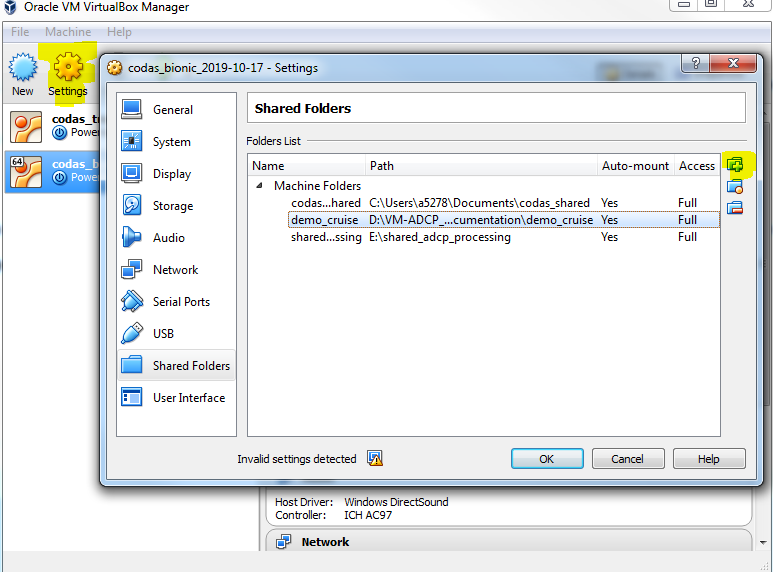 Oracle VM VirtualBox Manager
File Machine Help
New Settings
codas_t
Power
64
codas_b
Power
codas_bionic_2019-10-17 - Settings
General
System
Display
Storage
Audio
Network
Serial Ports
USB
Shared Folders
User Interface
Shared Folders
Folders List
Name Path Auto-mount Access
Machine Folders
codas...hared C:\Users\a5278\Documents\codas_shared Yes Full
demo_cruise D:\VM-ADCP_...cumentation\demo_cruise Yes Full
shared...ssing E:\shared_adcp_processing Yes Full
Invalid settings detected
OK Cancel Help
Host Driver: Windows DirectSound
Controller: ICH AC97
Network